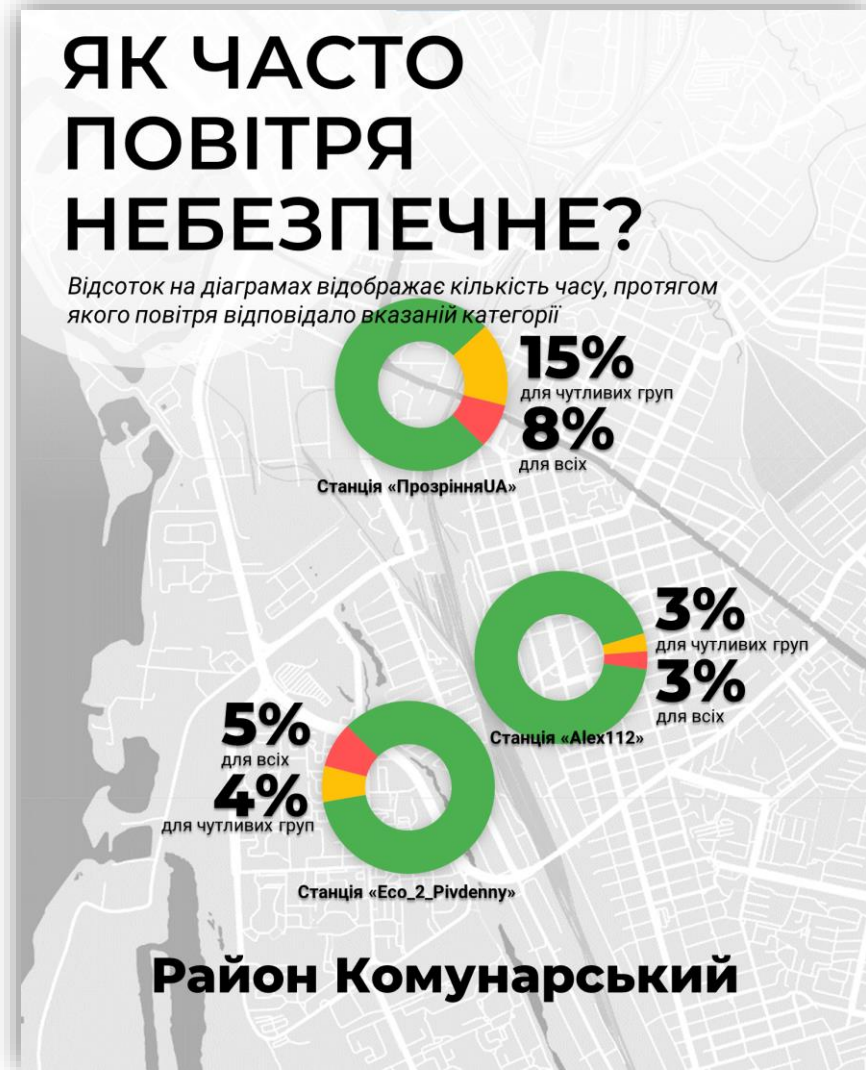 ЯК ЧАСТО
ПОВІТРЯ
НЕБЕЗПЕЧНЕ?
Відсоток на діаграмах відображає кількість часу, протягом
якого повітря відповідало вказаній категорії
15%
для чутливих груп
8%
для всіх
Станція «ПрозрінняUA»
3%
для чутливих груп
3%
для всіх
Станція «Alex112»
5%
для всіх
4%
для чутливих груп
Станція «Eco_2_Pivdenny»
Район Комунарський